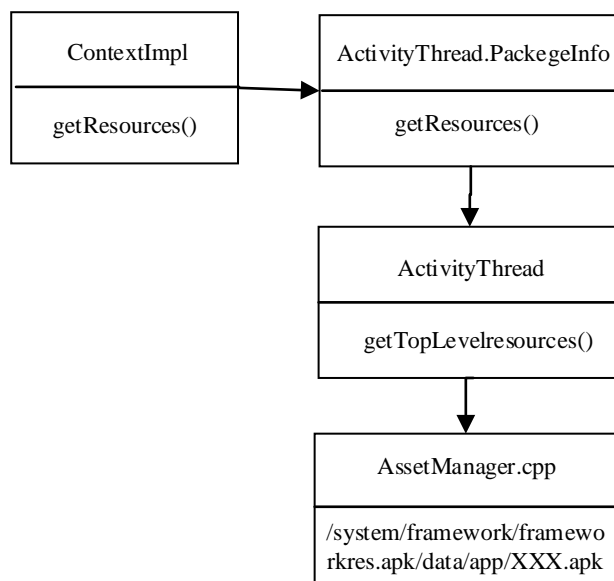 ContextImpl
getResources()
ActivityThread.PackegeInfo
getResources()
ActivityThread
getTopLevelresources()
AssetManager.cpp
/system/framework/framewo
rkres.apk/data/app/XXX.apk